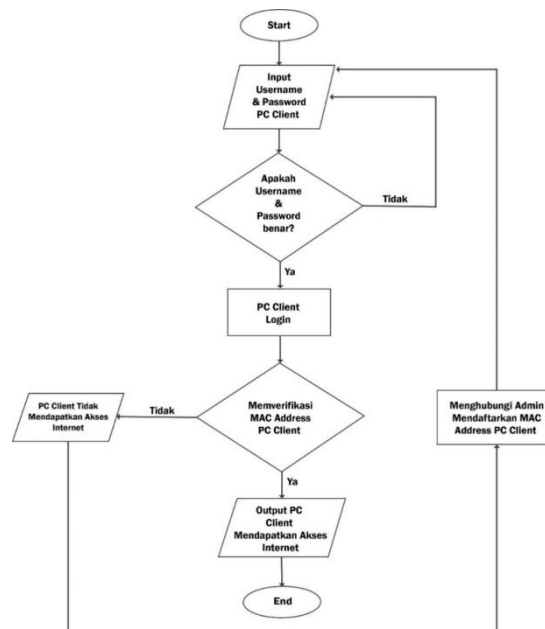 Start
Input
Username
& Password
PC Client
Apakah
Username
&
Password
benar?
Tidak
Ya
PC Client
Login
Memverifikasi
MAC Address
PC Client
Tidak
PC Client Tidak
Mendapatkan Akses
Internet
Menghubungi Admin
Mendaftarkan MAC
Address PC Client
Ya
Output PC
Client
Mendapatkan Akses
Internet
End